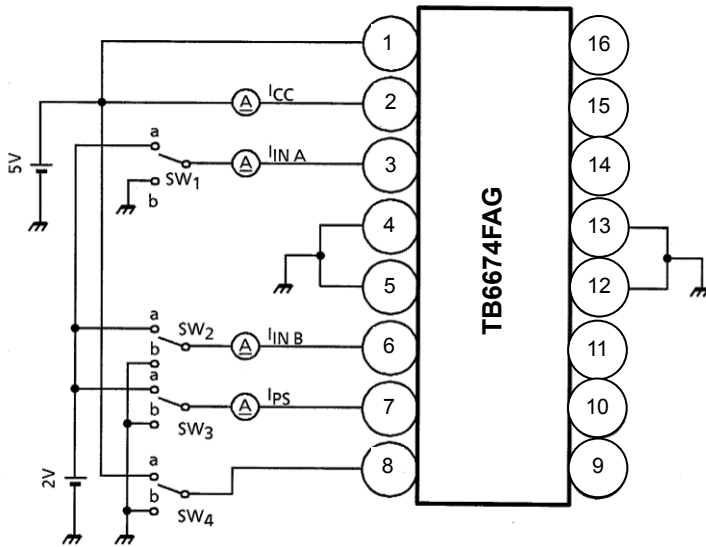 1
16
2
15
ICC
A
5V
a
SW1
b
A
IIN A
3
14
4
13
5
12
TB6674FAG
a
SW2
b
A
IIN B
6
11
a
b
SW3
A
IPS
7
10
2V
a
b
SW4
8
9